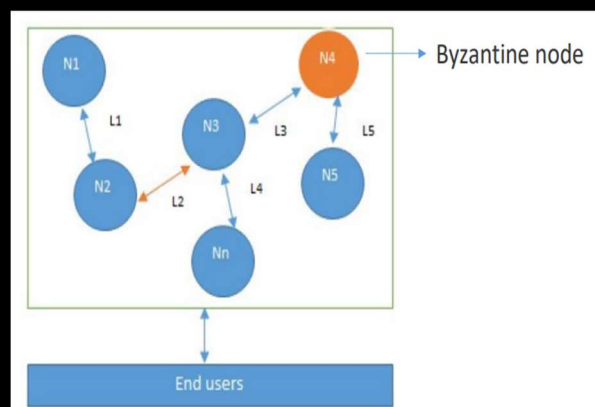 N1
N4
Byzantine node
L1
N3
L3
L5
N2
L2
L4
N5
Nn
End users